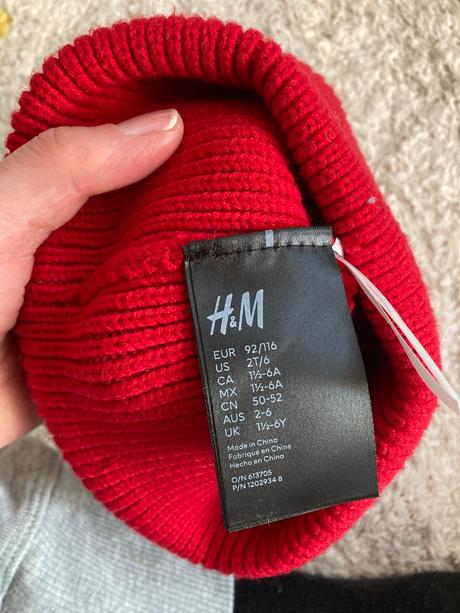 H&M
EUR 92/116
US 2T/6
CA 1½-6A
MX 1½-6A
CN 50-52
AUS 2-6
UK 1½-6Y
Made in China
Fabriqué en Chine
Hecho en China
O/N 613705
P/N 1202934 8